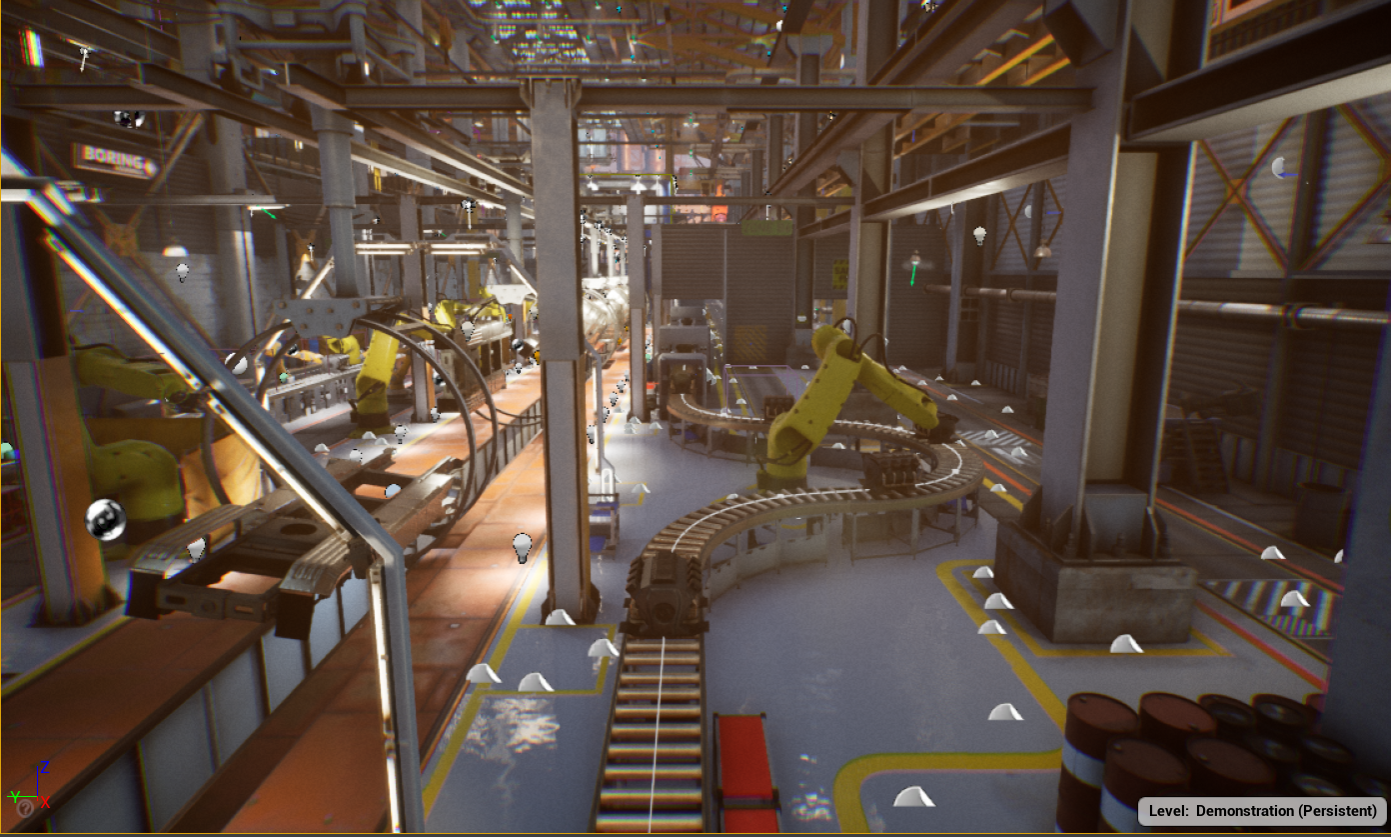 BORING
Z
Y
X
?
Level: Demonstration (Persistent)